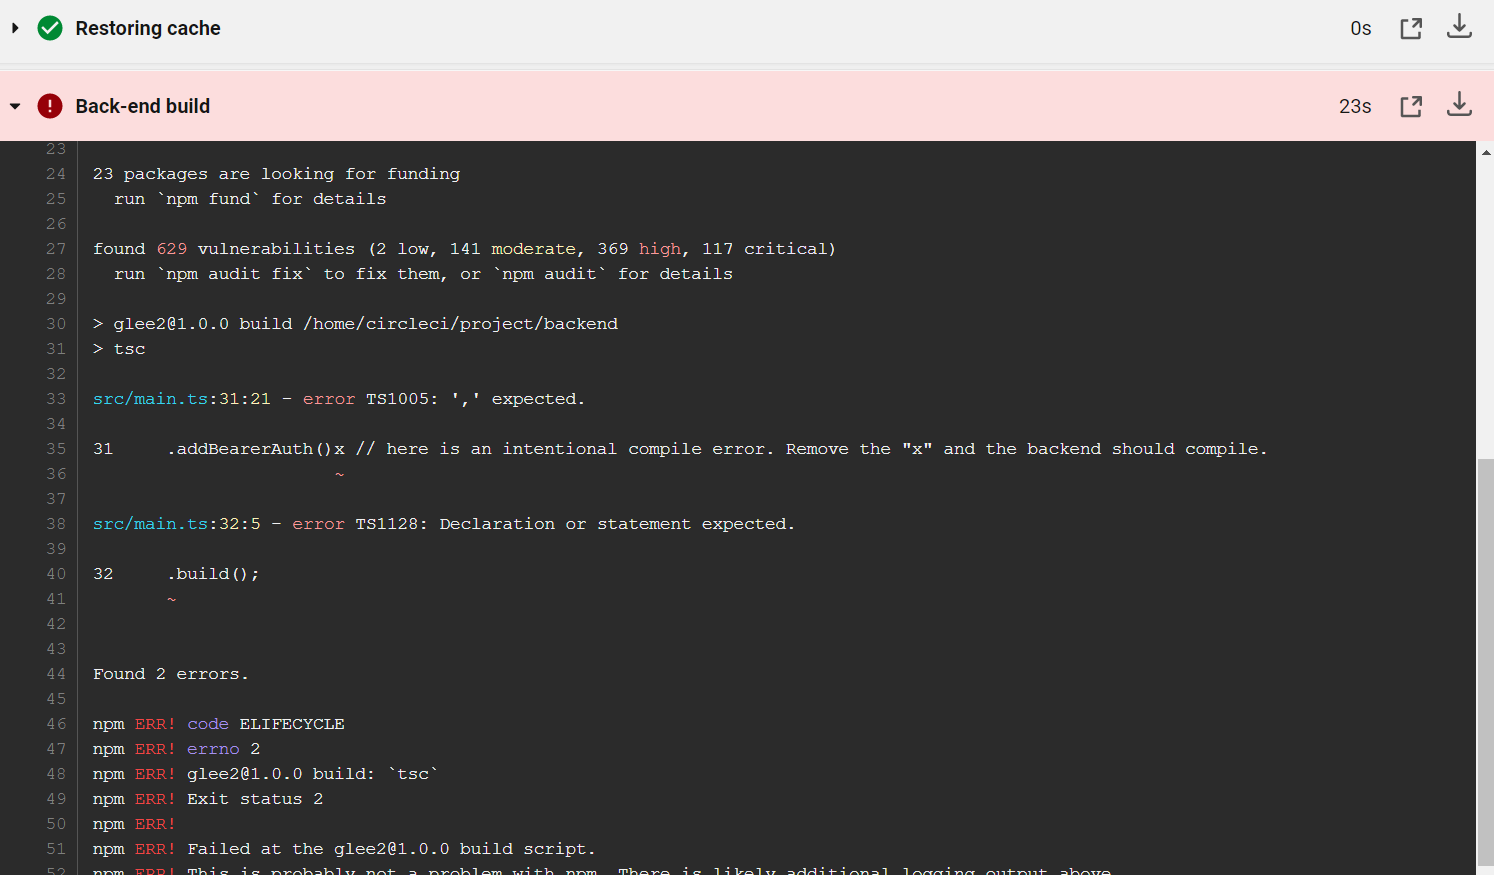 Restoring cache 0s
Back-end build 23s
23
24 23 packages are looking for funding
25   run `npm fund` for details
26
27 found 629 vulnerabilities (2 low, 141 moderate, 369 high, 117 critical)
28   run `npm audit fix` to fix them, or `npm audit` for details
29
30 > glee2@1.0.0 build /home/circleci/project/backend
31 > tsc
32
33 src/main.ts:31:21 - error TS1005: ',' expected.
34
35 31     .addBearerAuth()x // here is an intentional compile error. Remove the "x" and the backend should compile.
36                        ~
37
38 src/main.ts:32:5 - error TS1128: Declaration or statement expected.
39
40 32     .build();
41        ~
42
43
44 Found 2 errors.
45
46 npm ERR! code ELIFECYCLE
47 npm ERR! errno 2
48 npm ERR! glee2@1.0.0 build: `tsc`
49 npm ERR! Exit status 2
50 npm ERR!
51 npm ERR! Failed at the glee2@1.0.0 build script.
52 npm ERR! This is probably not a problem with npm. There is likely additional logging output above.